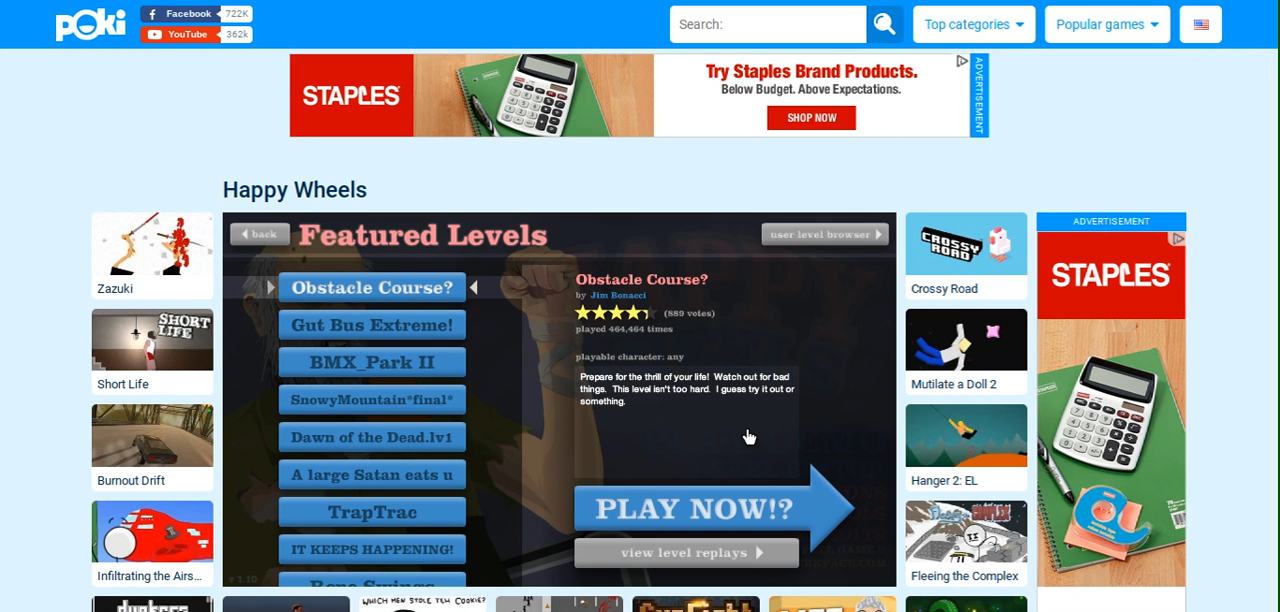 POKi
Facebook 722K
YouTube 362k
Search:
Top categories
Popular games
STAPLES
Try Staples Brand Products.
Below Budget. Above Expectations.
SHOP NOW
ADVERTISEMENT
Happy Wheels
Zazuki
SHORT LIFE
Short Life
Burnout Drift
Infiltrating the Airs...
back
Featured Levels
user level browser
Obstacle Course?
Gut Bus Extreme!
BMX_Park II
SnowyMountain*final*
Dawn of the Dead.lv1
A large Satan eats u
TrapTrac
IT KEEPS HAPPENING!
Rope Swings
v 1.10
Obstacle Course?
by Jim Bonacci
(889 votes)
played 464,464 times
playable character: any
Prepare for the thrill of your life! Watch out for bad
things. This level isn't too hard. I guess try it out or
something.
PLAY NOW!?
view level replays
CROSSY
ROAD
Crossy Road
Mutilate a Doll 2
Hanger 2: EL
Fleeing the Complex
ADVERTISEMENT
STAPLES
WHICH MEN STOLE TEH COOKIE?